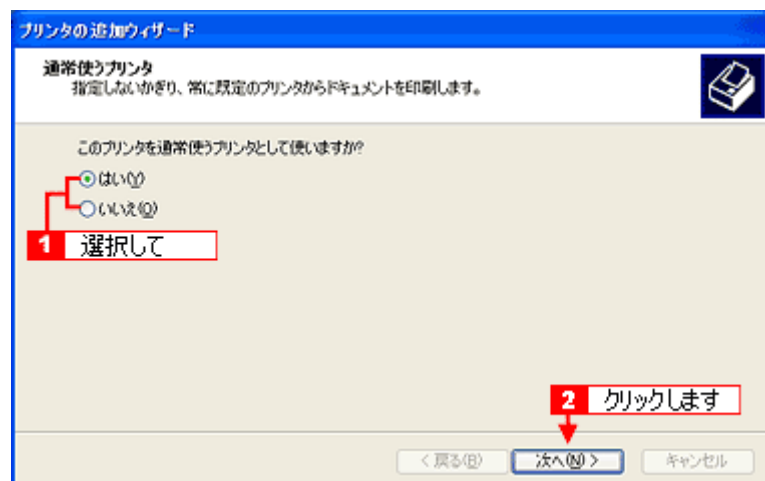 プリンタの追加ウィザード
通常使うプリンタ
指定しないかぎり、常に既定のプリンタからドキュメントを印刷します。
このプリンタを通常使うプリンタとして使いますか?
はい(Y)
いいえ(O)
1 選択して
2 クリックします
< 戻る(B)
次へ(N) >
キャンセル